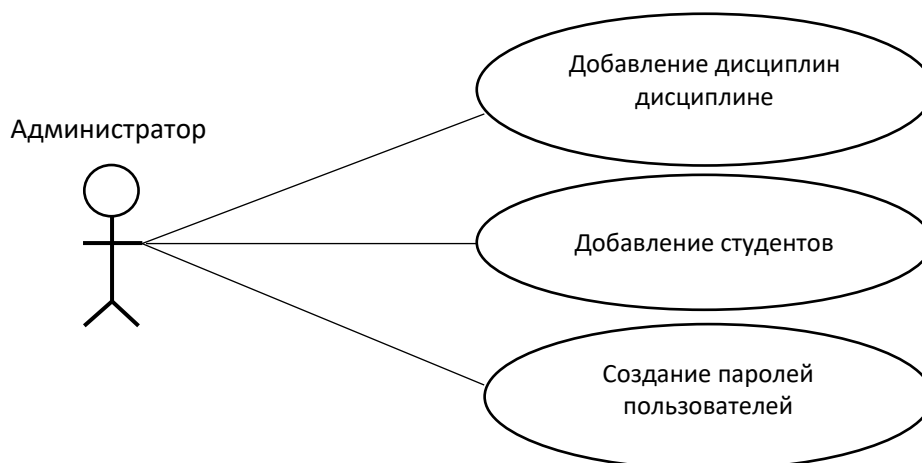 Добавление дисциплин
дисциплине
Администратор
Добавление студентов
Создание паролей
пользователей